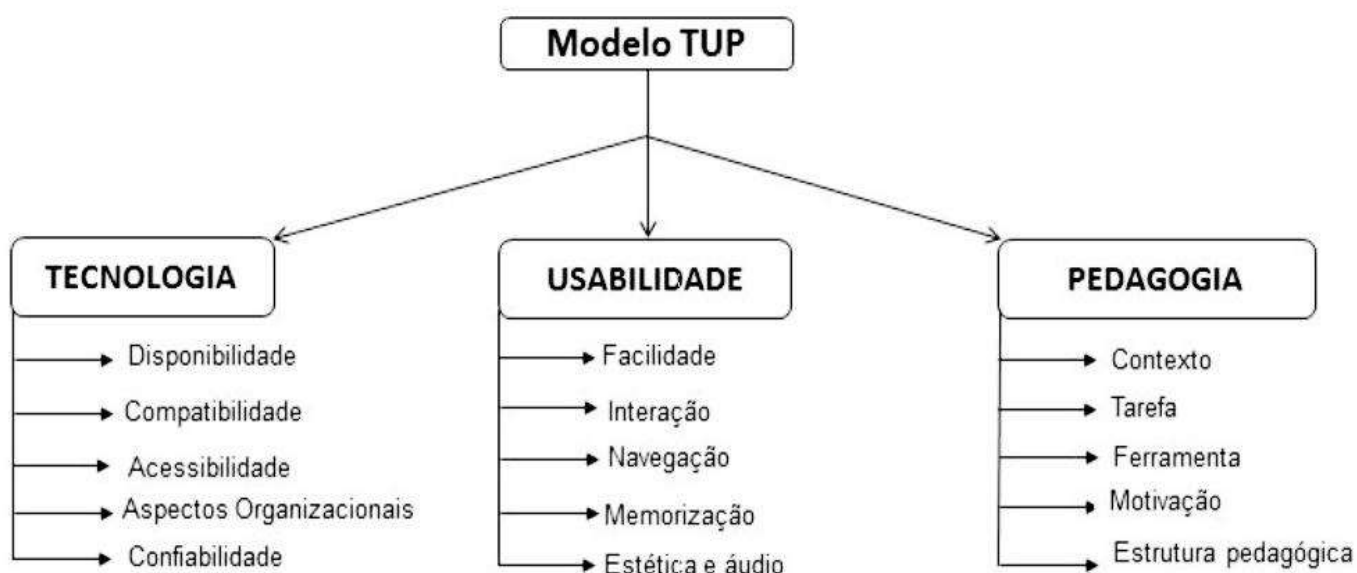 Modelo TUP
TECNOLOGIA
Disponibilidade
Compatibilidade
Acessibilidade
Aspectos Organizacionais
Confiabilidade
USABILIDADE
Facilidade
Interação
Navegação
Memorização
Estética e áudio
PEDAGOGIA
Contexto
Tarefa
Ferramenta
Motivação
Estrutura pedagógica